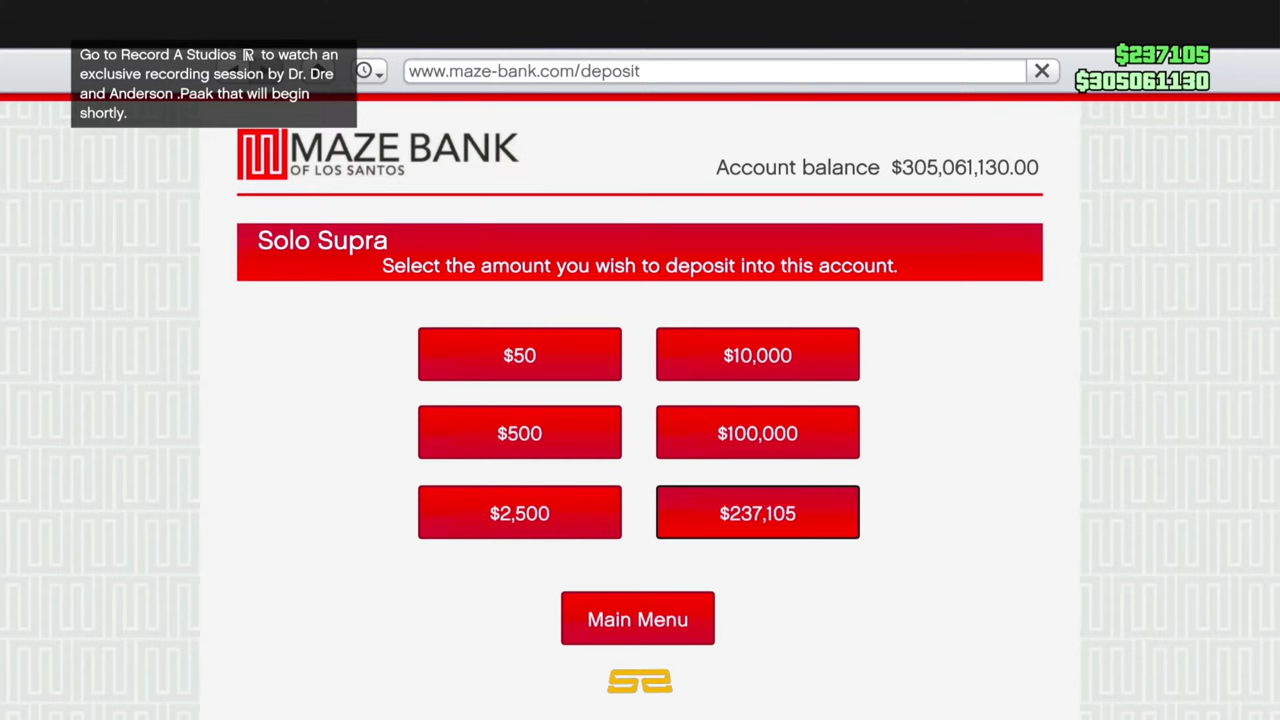 Go to Record A Studios R to watch an
exclusive recording session by Dr. Dre
and Anderson .Paak that will begin
shortly.
www.maze-bank.com/deposit
$237105
$305061130
MAZE BANK
OF LOS SANTOS
Account balance $305,061,130.00
Solo Supra
Select the amount you wish to deposit into this account.
$50
$10,000
$500
$100,000
$2,500
$237,105
Main Menu